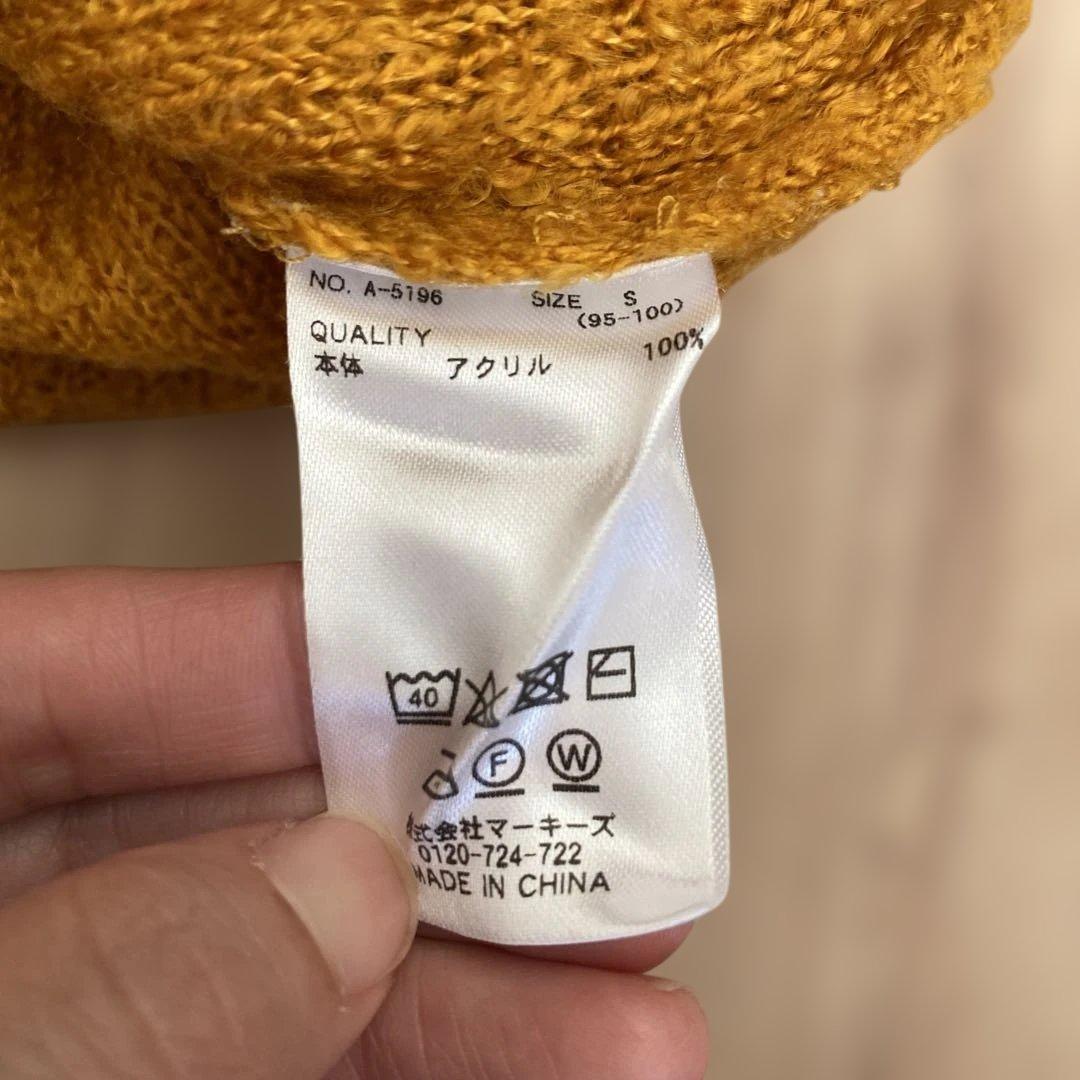 NO. A-5196 SIZE S
(95-100)
QUALITY
本体 アクリル 100%
40
F W
式会社マーキーズ
0120-724-722
MADE IN CHINA